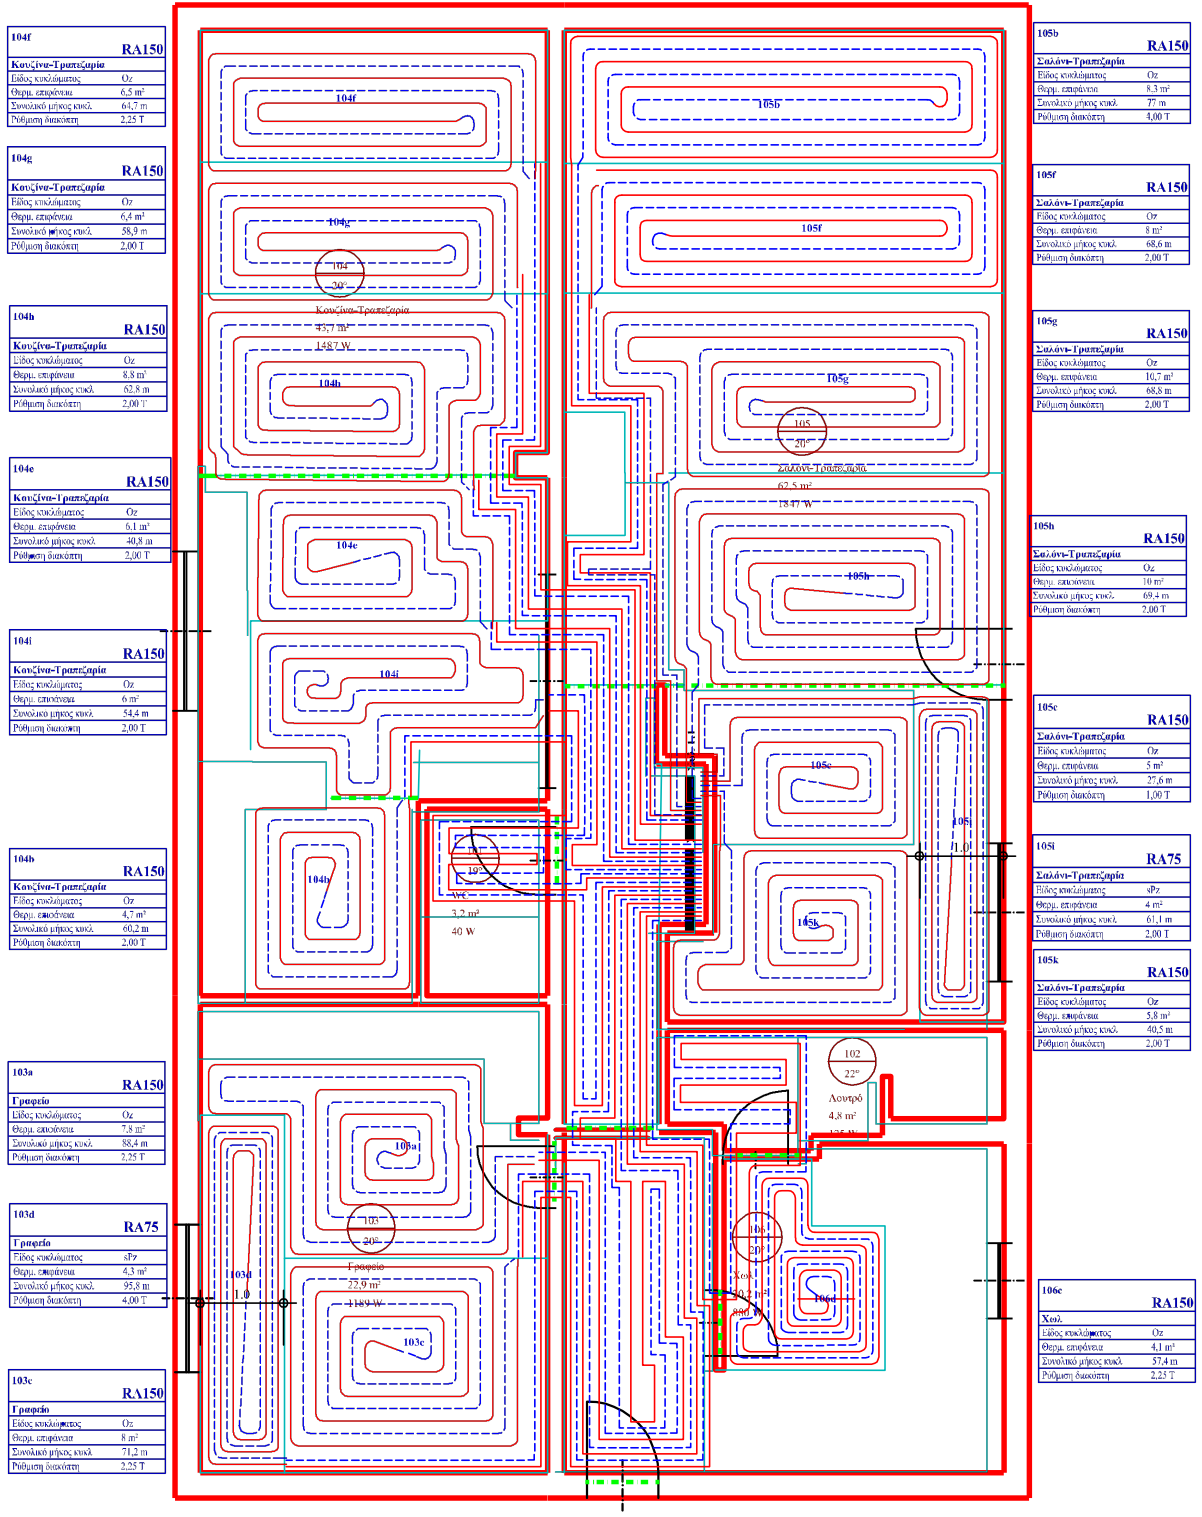 104f
RA150
Κουζίνα-Τραπεζαρία
Είδος κυκλώματος Oz
Θερμ. επιφάνεια 6,5 m²
Συνολικό μήκος κυκλ 64,7 m
Ρύθμιση διακόπτη 2,25 T
104g
RA150
Κουζίνα-Τραπεζαρία
Είδος κυκλώματος Oz
Θερμ. επιφάνεια 6,4 m²
Συνολικό μήκος κυκλ. 58,9 m
Ρύθμιση διακόπτη 2,00 T
104h
RA150
Κουζίνα-Τραπεζαρία
Είδος κυκλώματος Oz
Θερμ. επιφάνεια 8,8 m²
Συνολικό μήκος κυκλ 62,8 m
Ρύθμιση διακόπτη 2,00 T
104e
RA150
Κουζίνα-Τραπεζαρία
Είδος κυκλώματος Oz
Θερμ. επιφάνεια 6,1 m²
Συνολικό μήκος κυκλ. 40,8 m
Ρύθμιση διακόπτη 2,00 T
104i
RA150
Κουζίνα-Τραπεζαρία
Είδος κυκλώματος Oz
Θερμ. επιφάνεια 6 m²
Συνολικό μήκος κυκλ 54,4 m
Ρύθμιση διακόπτη 2,00 T
104b
RA150
Κουζίνα-Τραπεζαρία
Είδος κυκλώματος Oz
Θερμ. επιφάνεια 4,7 m²
Συνολικό μήκος κυκλ 60,2 m
Ρύθμιση διακόπτη 2,00 T
103a
RA150
Γραφείο
Είδος κυκλώματος Oz
Θερμ. επιφάνεια 7,8 m²
Συνολικό μήκος κυκλ 88,4 m
Ρύθμιση διακόπτη 2,25 T
103d
RA75
Γραφείο
Είδος κυκλώματος sPz
Θερμ. επιφάνεια 4,3 m²
Συνολικό μήκος κυκλ. 95,8 m
Ρύθμιση διακόπτη 4,00 T
103c
RA150
Γραφείο
Είδος κυκλώματος Oz
Θερμ. επιφάνεια 8 m²
Συνολικό μήκος κυκλ 71,2 m
Ρύθμιση διακόπτη 2,25 T
104f
104g
104
20°
Κουζίνα-Τραπεζαρία
43,7 m²
1487 W
104h
104e
104i
104b
19°
WC
3,2 m²
40 W
103a
103
20°
Γραφείο
22,9 m²
1189 W
103d
1.0
103c
105b
105f
105g
105
20°
Σαλόνι-Τραπεζαρία
62,5 m²
1847 W
105h
105c
105i
1.0
105k
102
22°
Λουτρό
4,8 m²
106
20°
Χωλ
106c
105b
RA150
Σαλόνι-Τραπεζαρία
Είδος κυκλώματος Oz
Θερμ. επιφάνεια 8,3 m²
Συνολικό μήκος κυκλ 77 m
Ρύθμιση διακόπτη 4,00 T
105f
RA150
Σαλόνι-Τραπεζαρία
Είδος κυκλώματος Oz
Θερμ. επιφάνεια 8 m²
Συνολικό μήκος κυκλ 68,6 m
Ρύθμιση διακόπτη 2,00 T
105g
RA150
Σαλόνι-Τραπεζαρία
Είδος κυκλώματος Oz
Θερμ. επιφάνεια 10,7 m²
Συνολικό μήκος κυκλ 68,8 m
Ρύθμιση διακόπτη 2,00 T
105h
RA150
Σαλόνι-Τραπεζαρία
Είδος κυκλώματος Oz
Θερμ. επιφάνεια 10 m²
Συνολικό μήκος κυκλ 69,4 m
Ρύθμιση διακόπτη 2,00 T
105c
RA150
Σαλόνι-Τραπεζαρία
Είδος κυκλώματος Oz
Θερμ. επιφάνεια 5 m²
Συνολικό μήκος κυκλ 27,6 m
Ρύθμιση διακόπτη 1,00 T
105i
RA75
Σαλόνι-Τραπεζαρία
Είδος κυκλώματος sPz
Θερμ. επιφάνεια 4 m²
Συνολικό μήκος κυκλ 61,1 m
Ρύθμιση διακόπτη 2,00 T
105k
RA150
Σαλόνι-Τραπεζαρία
Είδος κυκλώματος Oz
Θερμ. επιφάνεια 5,8 m²
Συνολικό μήκος κυκλ 40,5 m
Ρύθμιση διακόπτη 2,00 T
106c
RA150
Χωλ
Είδος κυκλώματος Oz
Θερμ. επιφάνεια 4,1 m²
Συνολικό μήκος κυκλ 57,4 m
Ρύθμιση διακόπτη 2,25 T